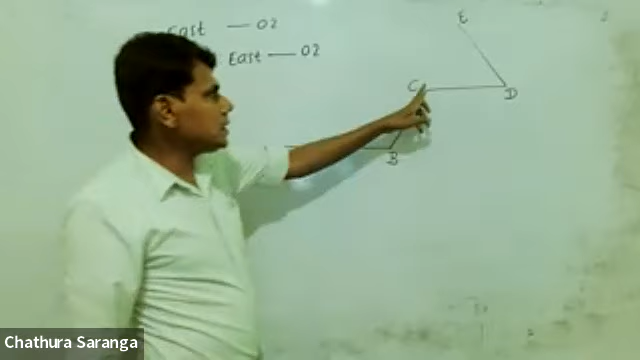 East — 02
East — 02
E
C
D
B
Chathura Saranga